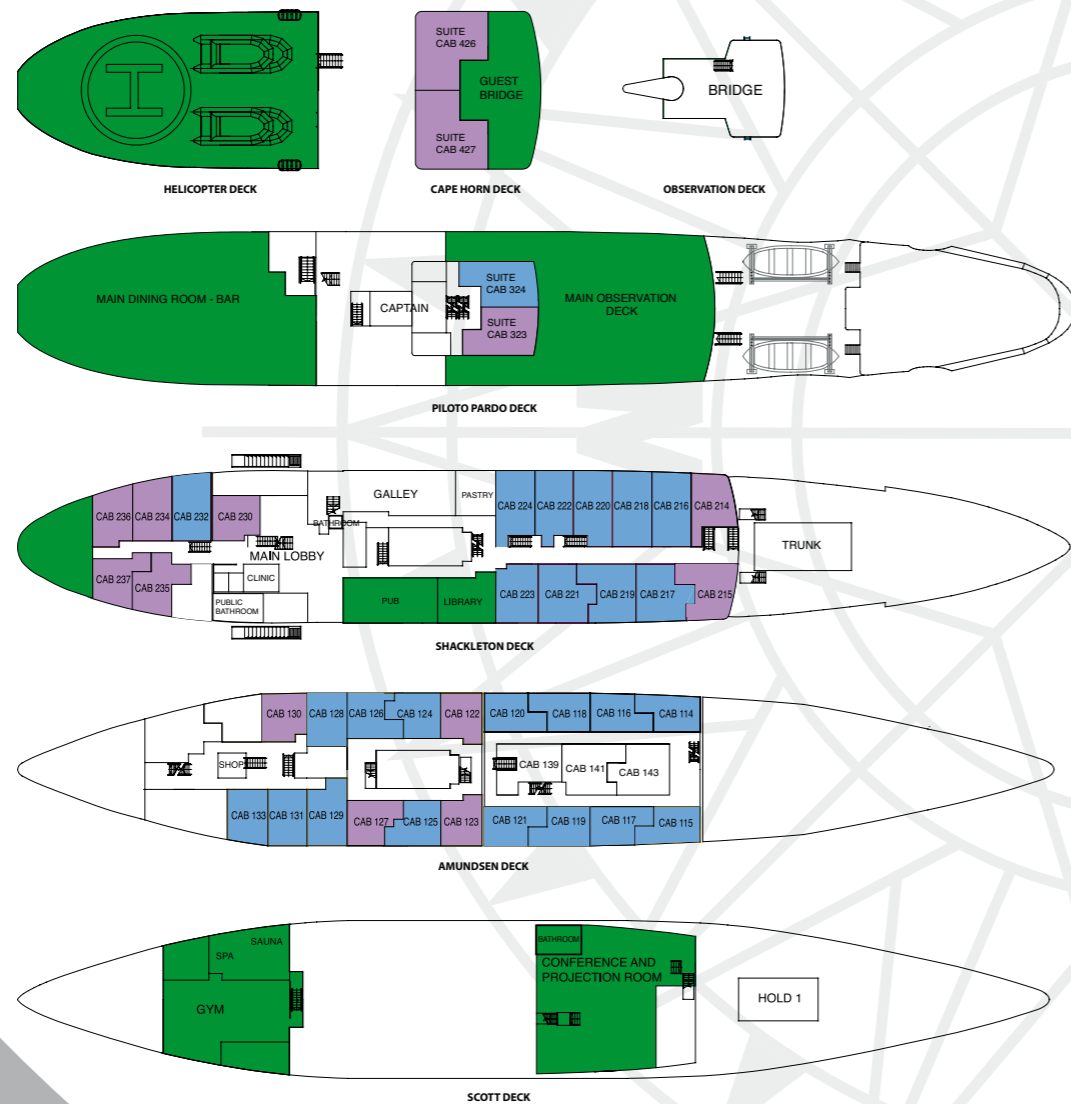 H
SUITE
CAB 426
SUITE
CAB 427
GUEST
BRIDGE
BRIDGE
HELICOPTER DECK
CAPE HORN DECK
OBSERVATION DECK
MAIN DINING ROOM - BAR
CAPTAIN
SUITE
CAB 324
SUITE
CAB 323
MAIN OBSERVATION
DECK
PILOTO PARDO DECK
CAB 236
CAB 234
CAB 232
CAB 230
BATHROOM
GALLEY
PASTRY
CAB 224
CAB 222
CAB 220
CAB 218
CAB 216
CAB 214
MAIN LOBBY
TRUNK
CAB 237
CAB 235
CLINIC
PUBLIC
BATHROOM
PUB
LIBRARY
CAB 223
CAB 221
CAB 219
CAB 217
CAB 215
SHACKLETON DECK
CAB 130
CAB 128
CAB 126
CAB 124
CAB 122
CAB 120
CAB 118
CAB 116
CAB 114
SHOP
CAB 139
CAB 141
CAB 143
CAB 133
CAB 131
CAB 129
CAB 127
CAB 125
CAB 123
CAB 121
CAB 119
CAB 117
CAB 115
AMUNDSEN DECK
SAUNA
SPA
GYM
BATHROOM
CONFERENCE AND
PROJECTION ROOM
HOLD 1
SCOTT DECK